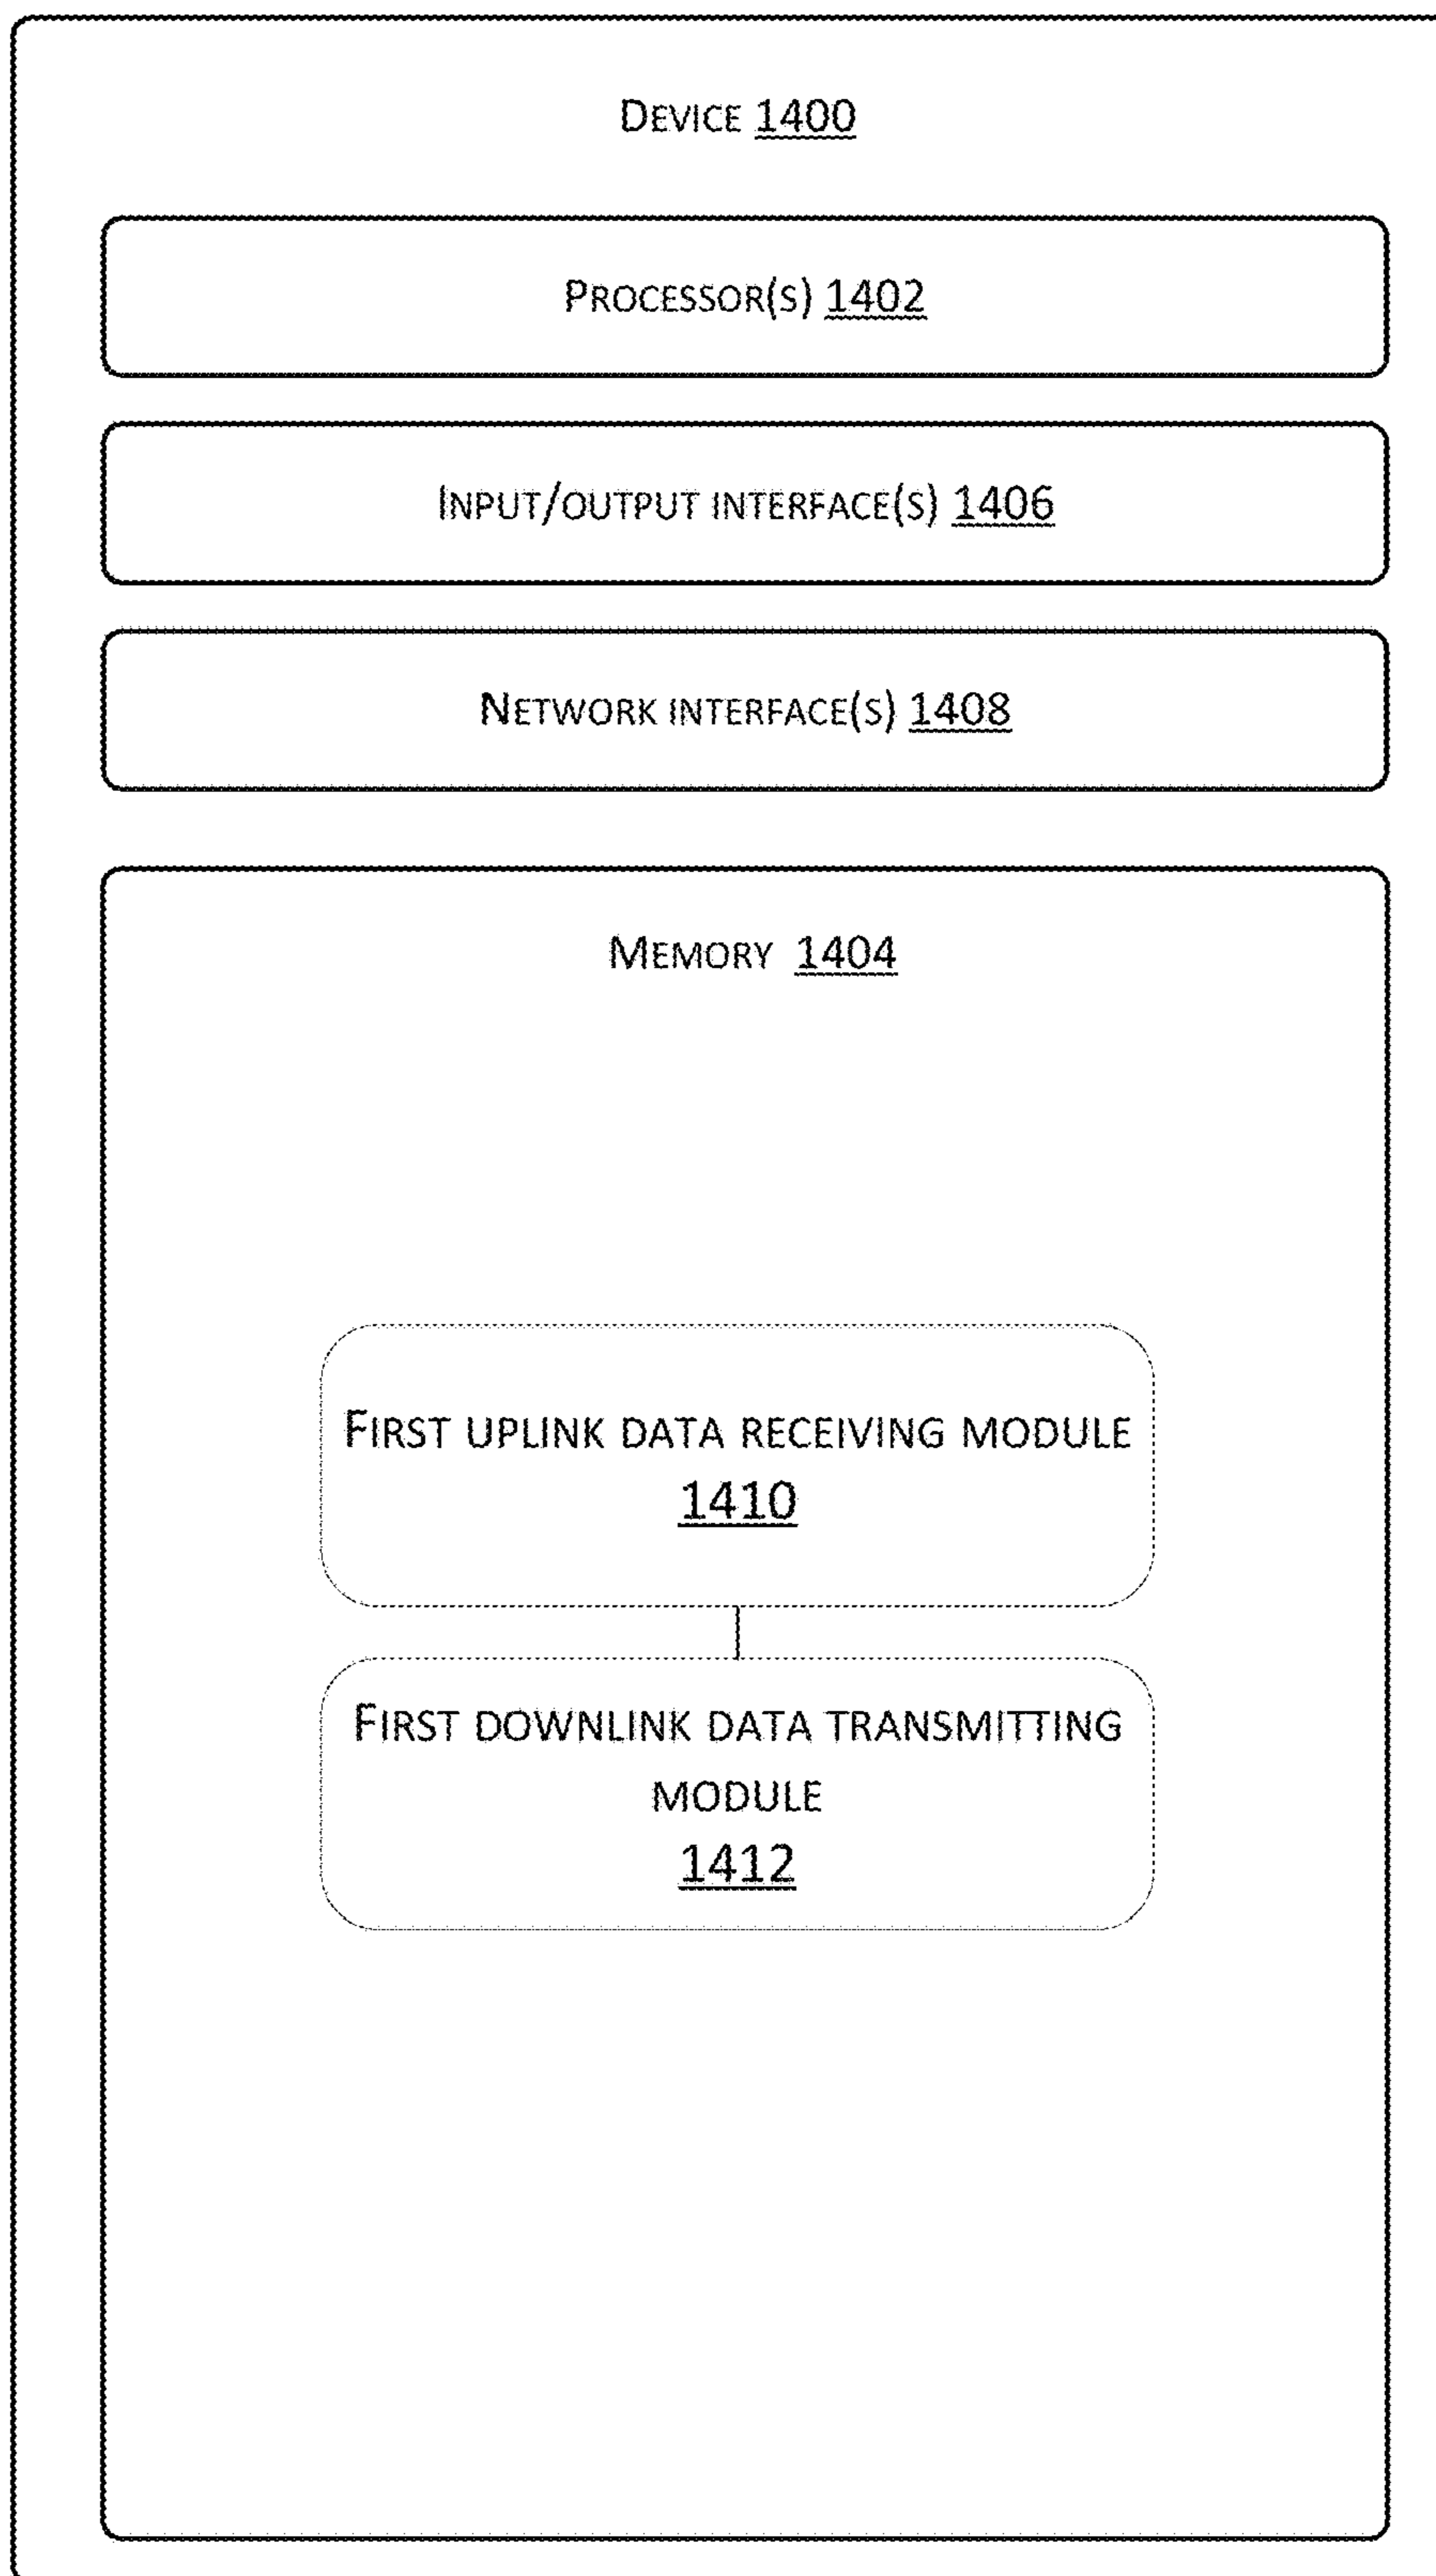 DEVICE 1400
PROCESSOR(S) 1402
INPUT/OUTPUT INTERFACE(S) 1406
NETWORK INTERFACE(S) 1408
MEMORY 1404
FIRST UPLINK DATA RECEIVING MODULE
1410
FIRST DOWNLINK DATA TRANSMITTING
MODULE
1412